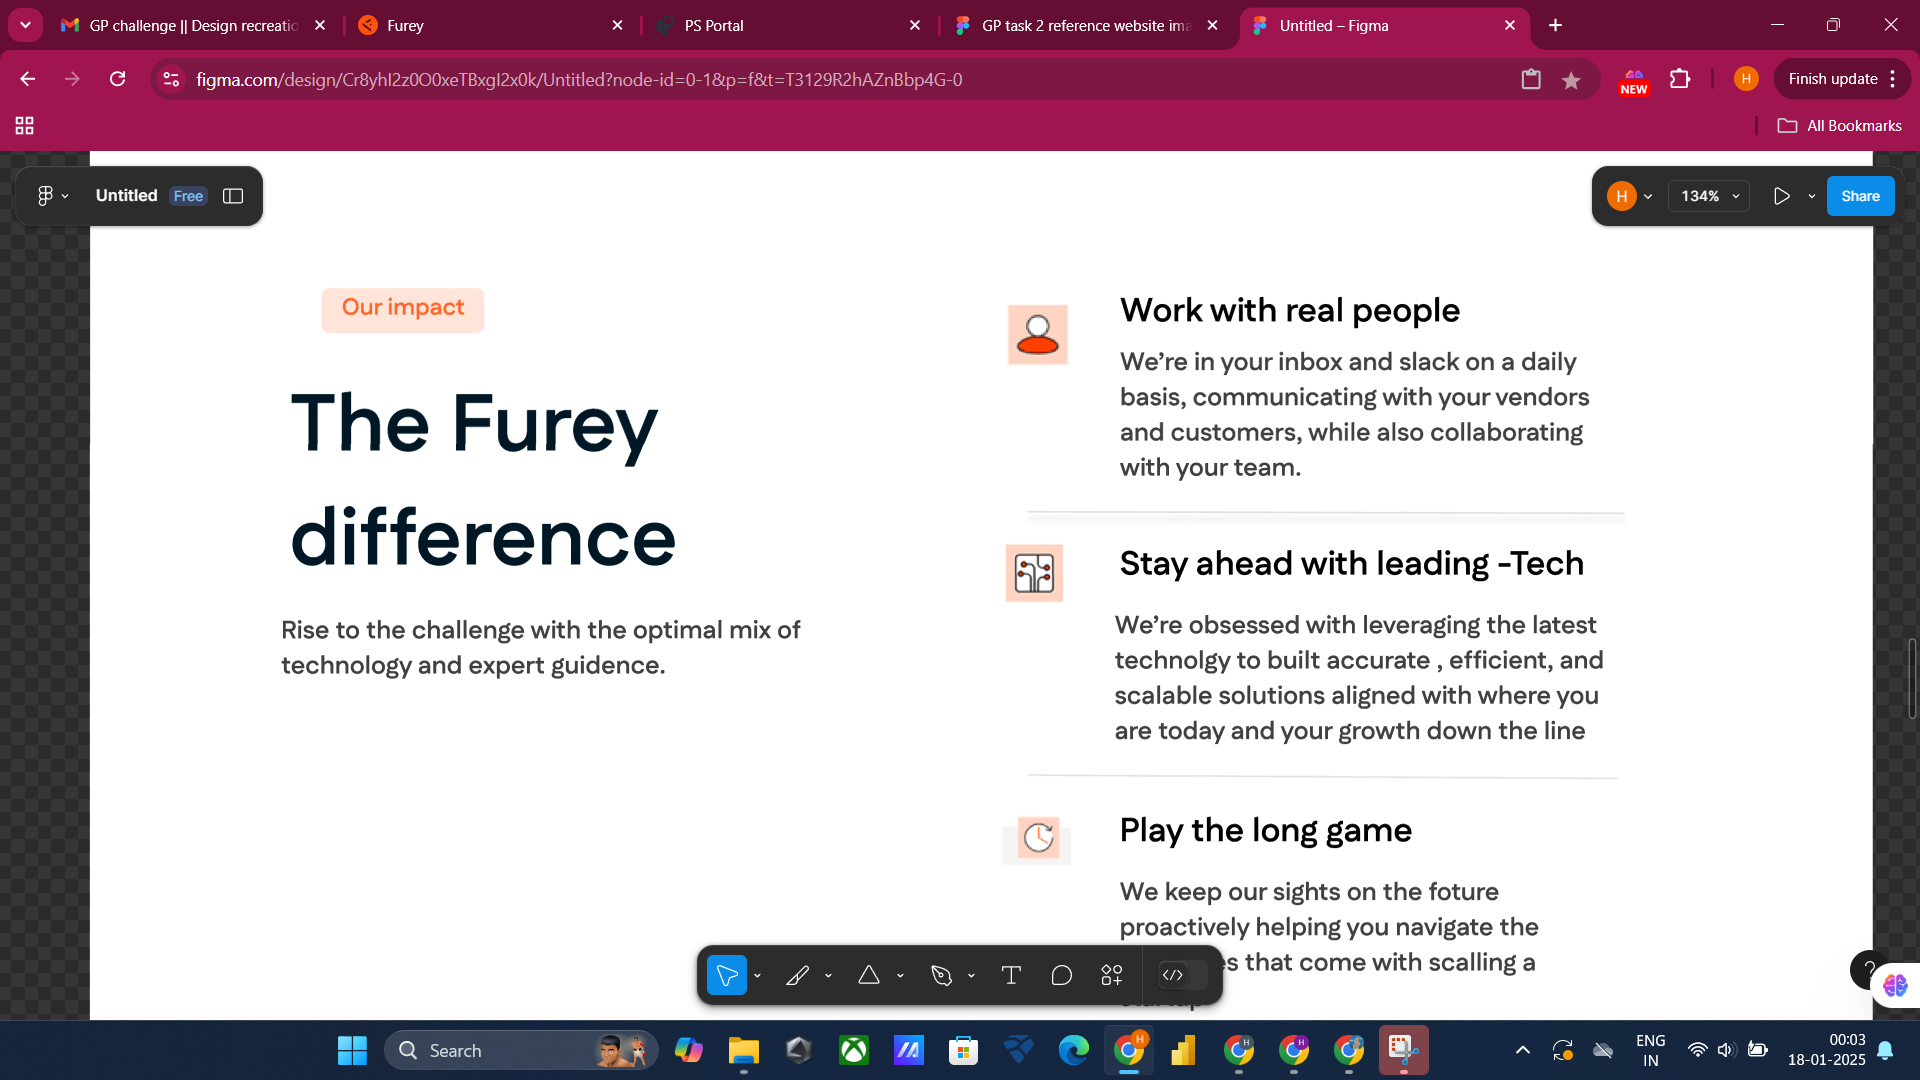 GP challenge || Design recreatio
Furey
PS Portal
GP task 2 reference website ima
Untitled – Figma
figma.com/design/Cr8yhI2z0O0xeTBxgI2x0k/Untitled?node-id=0-1&p=f&t=T3129R2hAZnBbp4G-0
NEW
H
Finish update
All Bookmarks
Untitled
Free
H
134%
Share
Our impact
The Furey
difference
Rise to the challenge with the optimal mix of
technology and expert guidence.
Work with real people
We’re in your inbox and slack on a daily
basis, communicating with your vendors
and customers, while also collaborating
with your team.
Stay ahead with leading -Tech
We’re obsessed with leveraging the latest
technolgy to built accurate , efficient, and
scalable solutions aligned with where you
are today and your growth down the line
Play the long game
We keep our sights on the foture
proactively helping you navigate the
that come with scalling a
Search
ENG
IN
00:03
18-01-2025